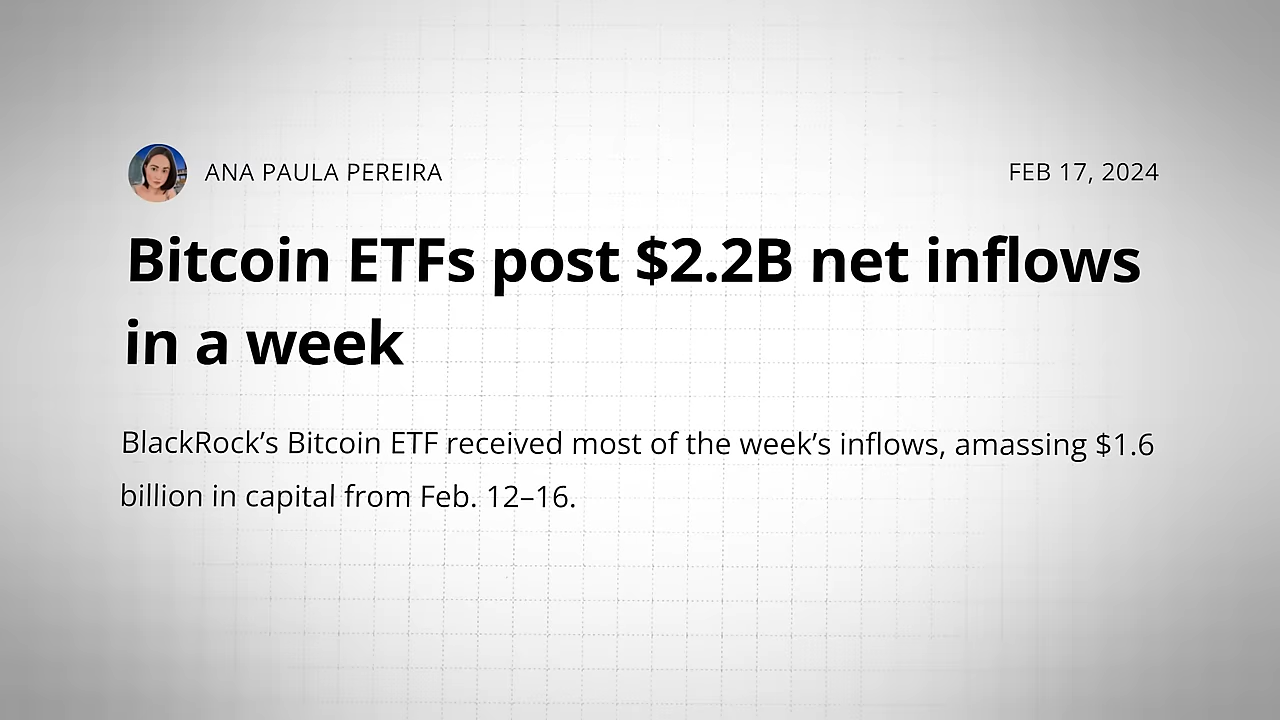 ANA PAULA PEREIRA
FEB 17, 2024
Bitcoin ETFs post $2.2B net inflows
in a week
BlackRock’s Bitcoin ETF received most of the week’s inflows, amassing $1.6
billion in capital from Feb. 12–16.